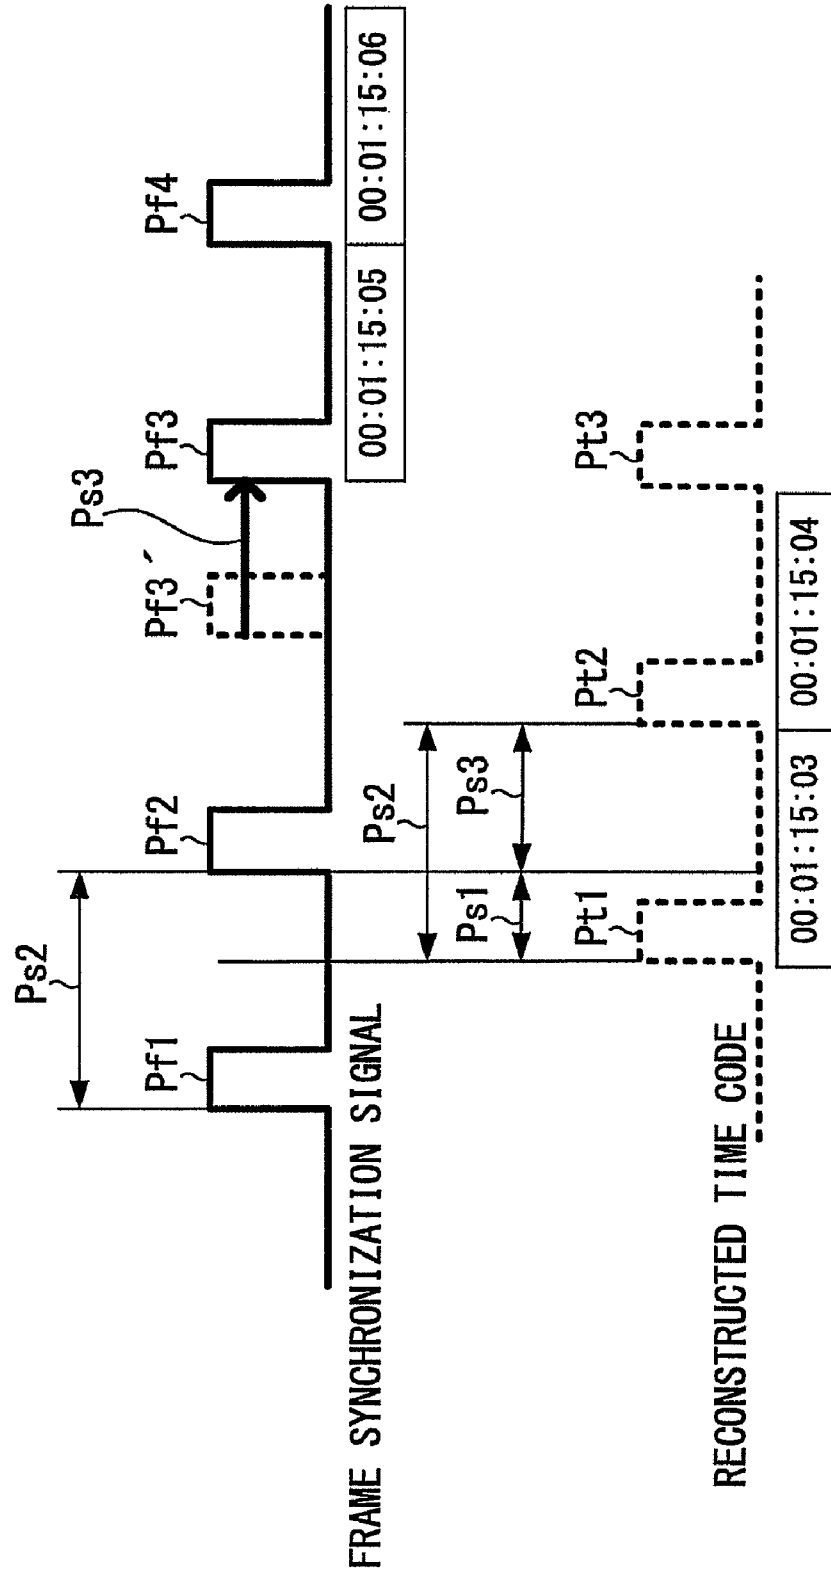 Ps2
Pf1
Pf2
Pf3´
Ps3
Pf3
Pf4
FRAME SYNCHRONIZATION SIGNAL
00:01:15:05
00:01:15:06
Ps2
Ps1
Ps3
Pt1
Pt2
Pt3
RECONSTRUCTED TIME CODE
00:01:15:03
00:01:15:04